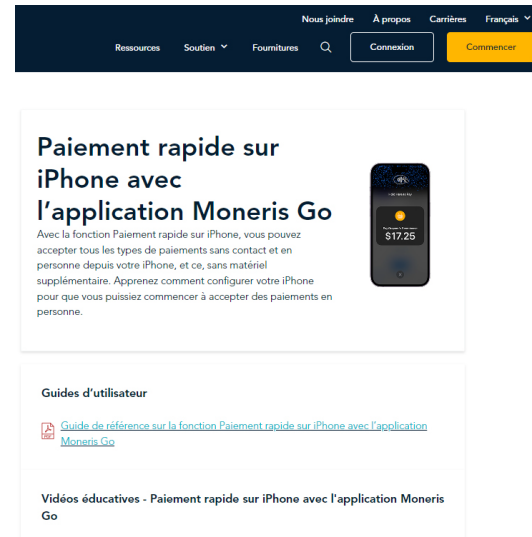 Nous joindre À propos Carrières Français
Ressources Soutien Fournitures Connexion Commencer
Paiement rapide sur
iPhone avec
l’application Moneris Go
Avec la fonction Paiement rapide sur iPhone, vous pouvez
accepter tous les types de paiements sans contact et en
personne depuis votre iPhone, et ce, sans matériel
supplémentaire. Apprenez comment configurer votre iPhone
pour que vous puissiez commencer à accepter des paiements en
personne.
$17.25
Guides d’utilisateur
PDF
Guide de référence sur la fonction Paiement rapide sur iPhone avec l’application
Moneris Go
Vidéos éducatives - Paiement rapide sur iPhone avec l'application Moneris
Go